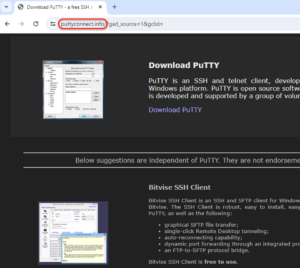 Download PuTTY - a free SSH
puttyconnect.info/?gad_source=1&gclid=
Download PuTTY
PuTTY is an SSH and telnet client, develop
Windows platform. PuTTY is open source softw
is developed and supported by a group of volun
Download PuTTY
Below suggestions are independent of PuTTY. They are not endorseme
Bitvise SSH Client
Bitvise SSH Client is an SSH and SFTP client for Window
Bitvise. The SSH Client is robust, easy to install, easy
PuTTY, as well as the following:
• graphical SFTP file transfer;
• single-click Remote Desktop tunneling;
• auto-reconnecting capability;
• dynamic port forwarding through an integrated pro
• an FTP-to-SFTP protocol bridge.
Bitvise SSH Client is free to use.